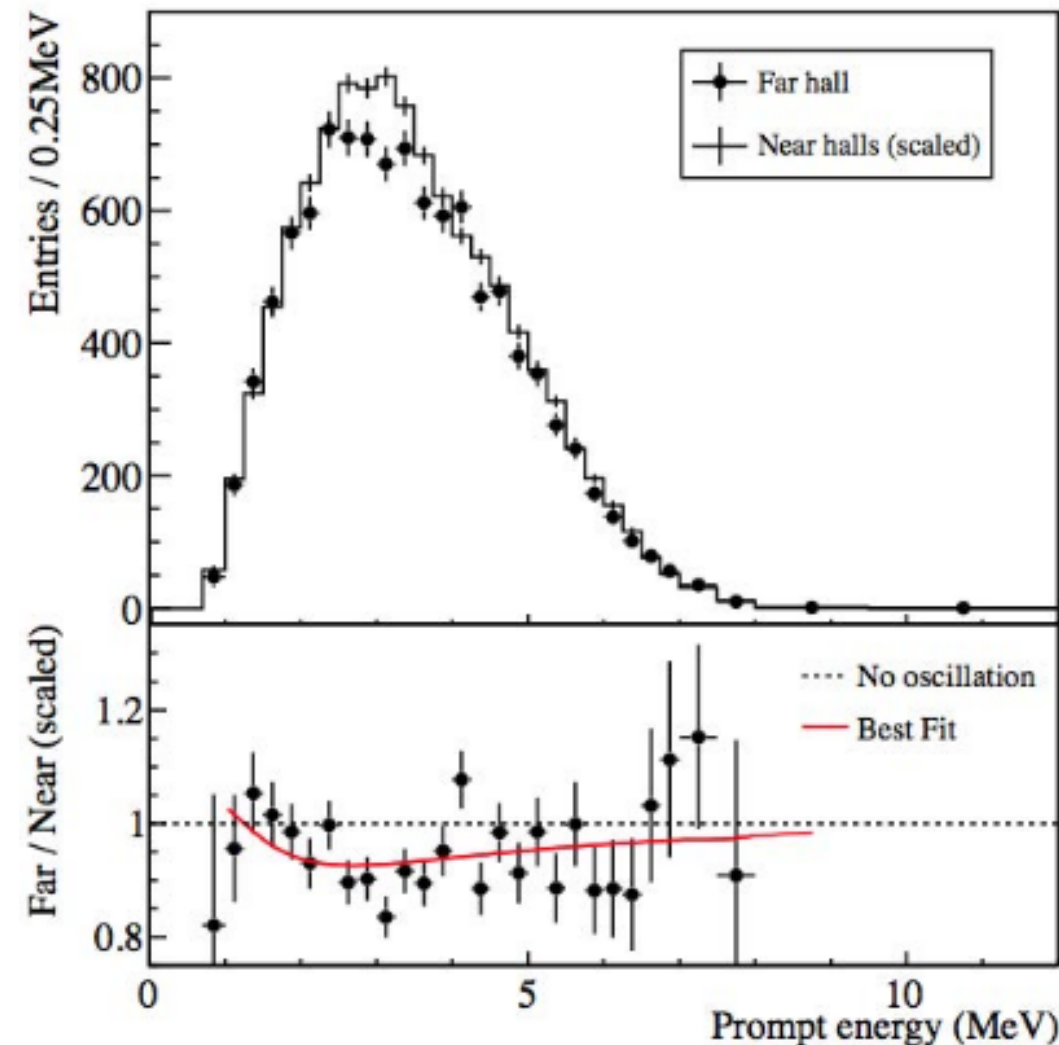 Entries / 0.25MeV
800
600
400
200
0
Far hall
Near halls (scaled)
Far / Near (scaled)
1.2
1
0.8
No oscillation
Best Fit
0
5
10
Prompt energy (MeV)